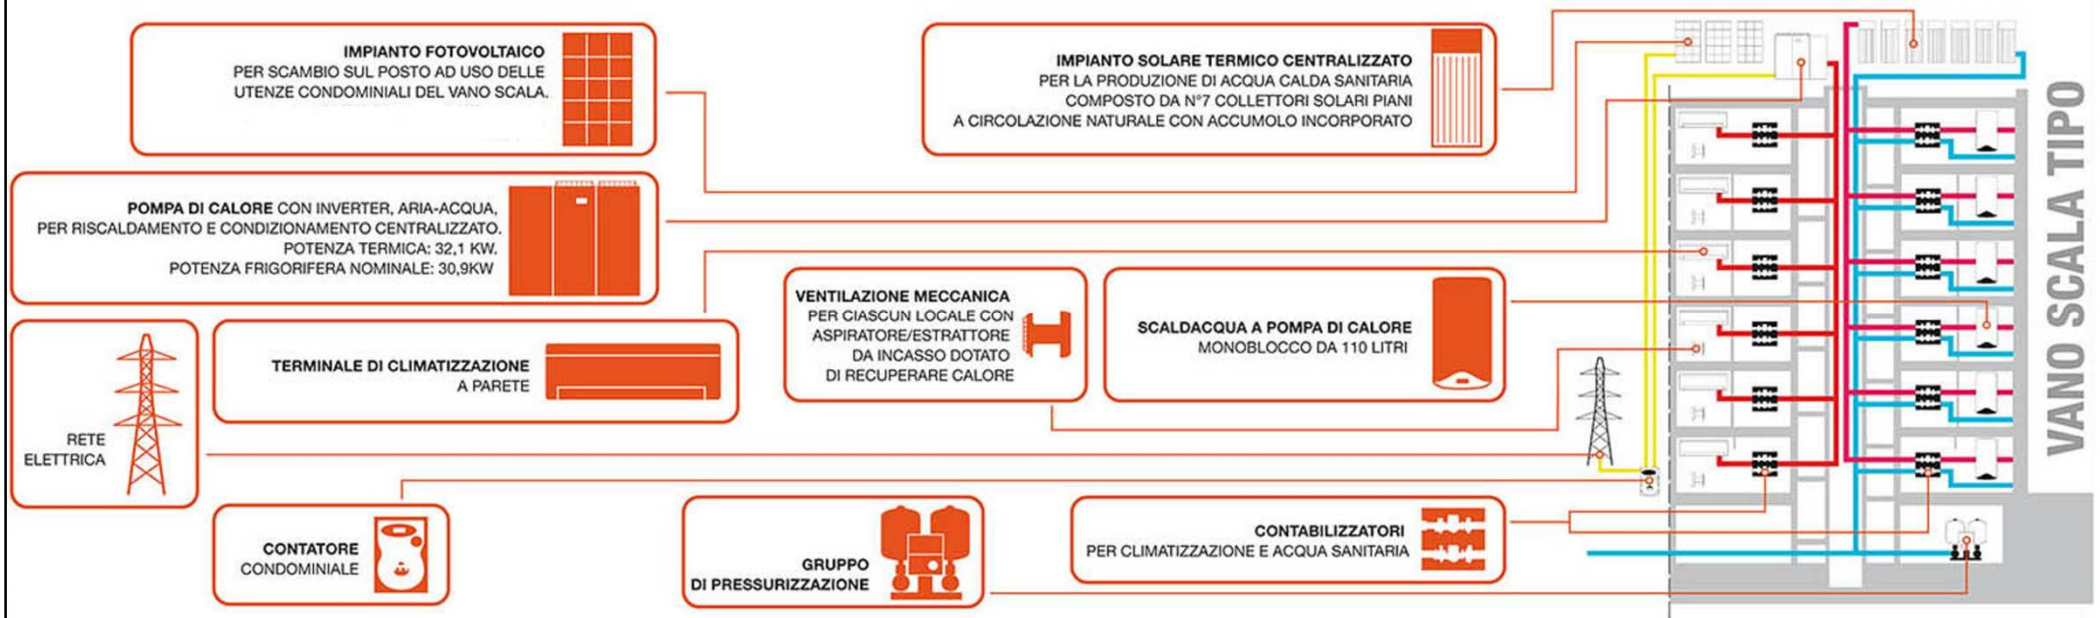 IMPIANTO FOTOVOLTAICO
PER SCAMBIO SUL POSTO AD USO DELLE
UTENZE CONDOMINIALI DEL VANO SCALA.
IMPIANTO SOLARE TERMICO CENTRALIZZATO
PER LA PRODUZIONE DI ACQUA CALDA SANITARIA
COMPOSTO DA N°7 COLLETTORI SOLARI PIANI
A CIRCOLAZIONE NATURALE CON ACCUMOLO INCORPORATO
POMPA DI CALORE CON INVERTER, ARIA-ACQUA,
PER RISCALDAMENTO E CONDIZIONAMENTO CENTRALIZZATO.
POTENZA TERMICA: 32,1 KW.
POTENZA FRIGORIFERA NOMINALE: 30,9KW
VENTILAZIONE MECCANICA
PER CIASCUN LOCALE CON
ASPIRATORE/ESTRATTORE
DA INCASSO DOTATO
DI RECUPERARE CALORE
SCALDACQUA A POMPA DI CALORE
MONOBLOCCO DA 110 LITRI
TERMINALE DI CLIMATIZZAZIONE
A PARETE
RETE
ELETTRICA
CONTATORE
CONDOMINIALE
GRUPPO
DI PRESSURIZZAZIONE
CONTABILIZZATORI
PER CLIMATIZZAZIONE E ACQUA SANITARIA
VANO SCALA TIPO